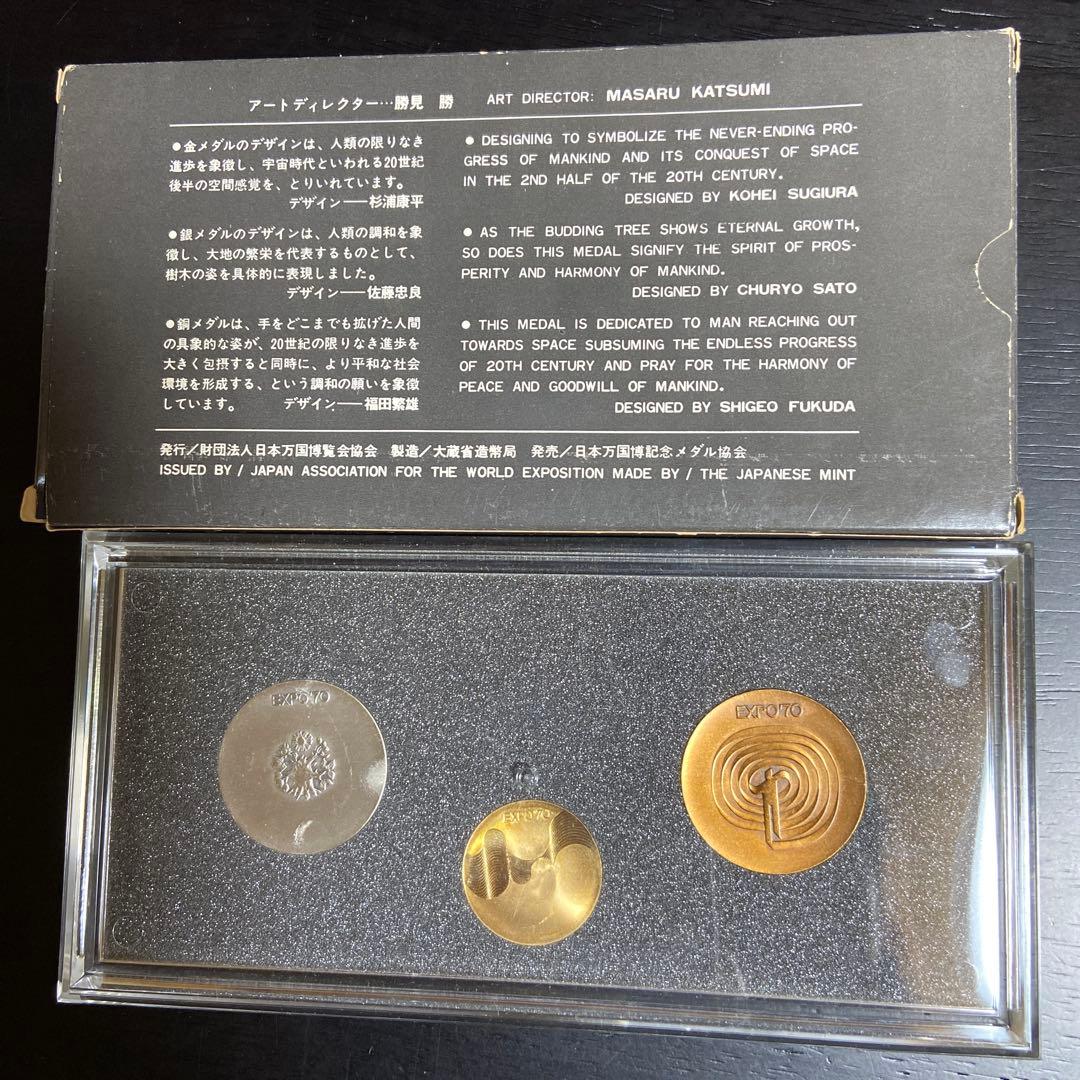 アートディレクター…勝見 勝 ART DIRECTOR: MASARU KATSUMI
●金メダルのデザインは、人類の限りなき
進歩を象徴し、宇宙時代といわれる20世紀
後半の空間感覚を、とりいれています。
デザイン──杉浦康平
● DESIGNING TO SYMBOLIZE THE NEVER-ENDING PRO-
GRESS OF MANKIND AND ITS CONQUEST OF SPACE
IN THE 2ND HALF OF THE 20TH CENTURY.
DESIGNED BY KOHEI SUGIURA
●銀メダルのデザインは、人類の調和を象
徴し、大地の繁栄を代表するものとして、
樹木の姿を具体的に表現しました。
デザイン──佐藤忠良
● AS THE BUDDING TREE SHOWS ETERNAL GROWTH,
SO DOES THIS MEDAL SIGNIFY THE SPIRIT OF PROS-
PERITY AND HARMONY OF MANKIND.
DESIGNED BY CHURYO SATO
●銅メダルは、手をどこまでも拡げた人間
の具象的な姿が、20世紀の限りなき進歩を
大きく包摂すると同時に、より平和な社会
環境を形成する、という調和の願いを象徴
しています。 デザイン──福田繁雄
● THIS MEDAL IS DEDICATED TO MAN REACHING OUT
TOWARDS SPACE SUBSUMING THE ENDLESS PROGRESS
OF 20TH CENTURY AND PRAY FOR THE HARMONY OF
PEACE AND GOODWILL OF MANKIND.
DESIGNED BY SHIGEO FUKUDA
発行／財団法人日本万国博覧会協会 製造／大蔵省造幣局 発売／日本万国博記念メダル協会
ISSUED BY/ JAPAN ASSOCIATION FOR THE WORLD EXPOSITION MADE BY/ THE JAPANESE MINT
EXPO'70
EXPO'70
EXPO'70